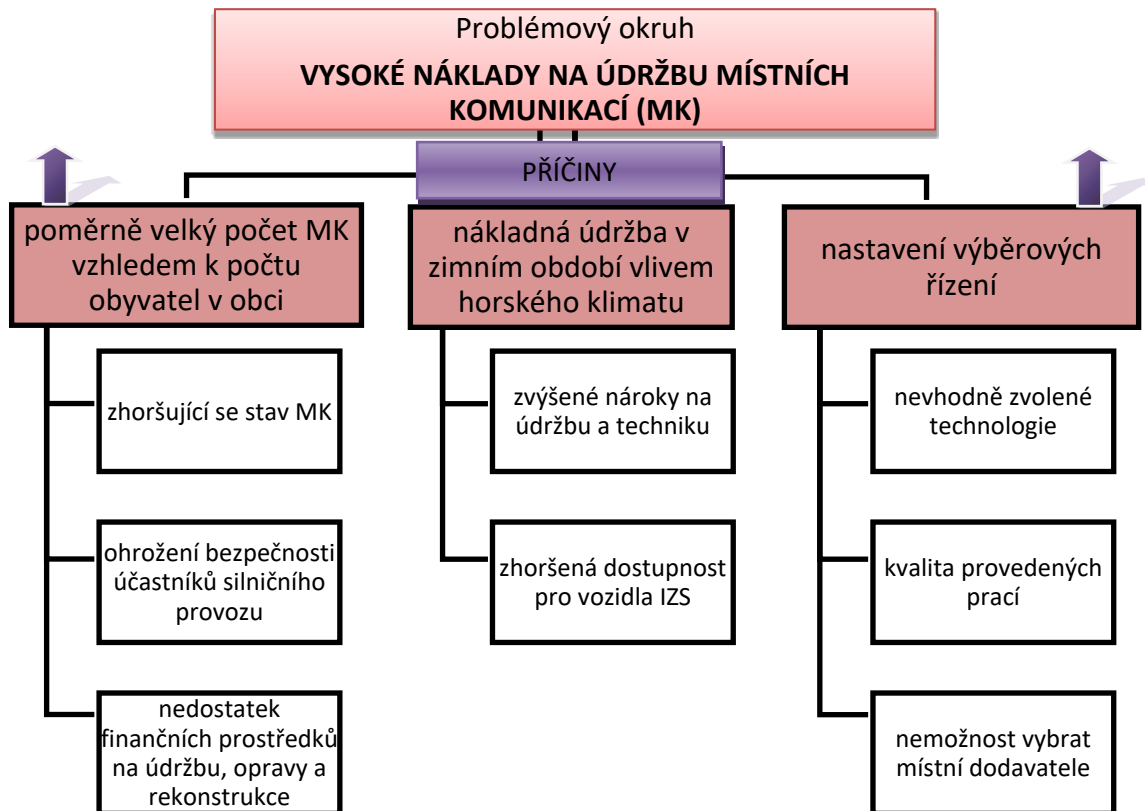 Problémový okruh
VYSOKÉ NÁKLADY NA ÚDRŽBU MÍSTNÍCH
KOMUNIKACÍ (MK)
PŘÍČINY
poměrně velký počet MK
vzhledem k počtu
obyvatel v obci
zhoršující se stav MK
ohrožení bezpečnosti
účastníků silničního
provozu
nedostatek
finančních prostředků
na údržbu, opravy a
rekonstrukce
nákladná údržba v
zimním období vlivem
horského klimatu
zvýšené nároky na
údržbu a techniku
zhoršená dostupnost
pro vozidla IZS
nastavení výběrových
řízení
nevhodně zvolené
technologie
kvalita provedených
prací
nemožnost vybrat
místní dodavatele